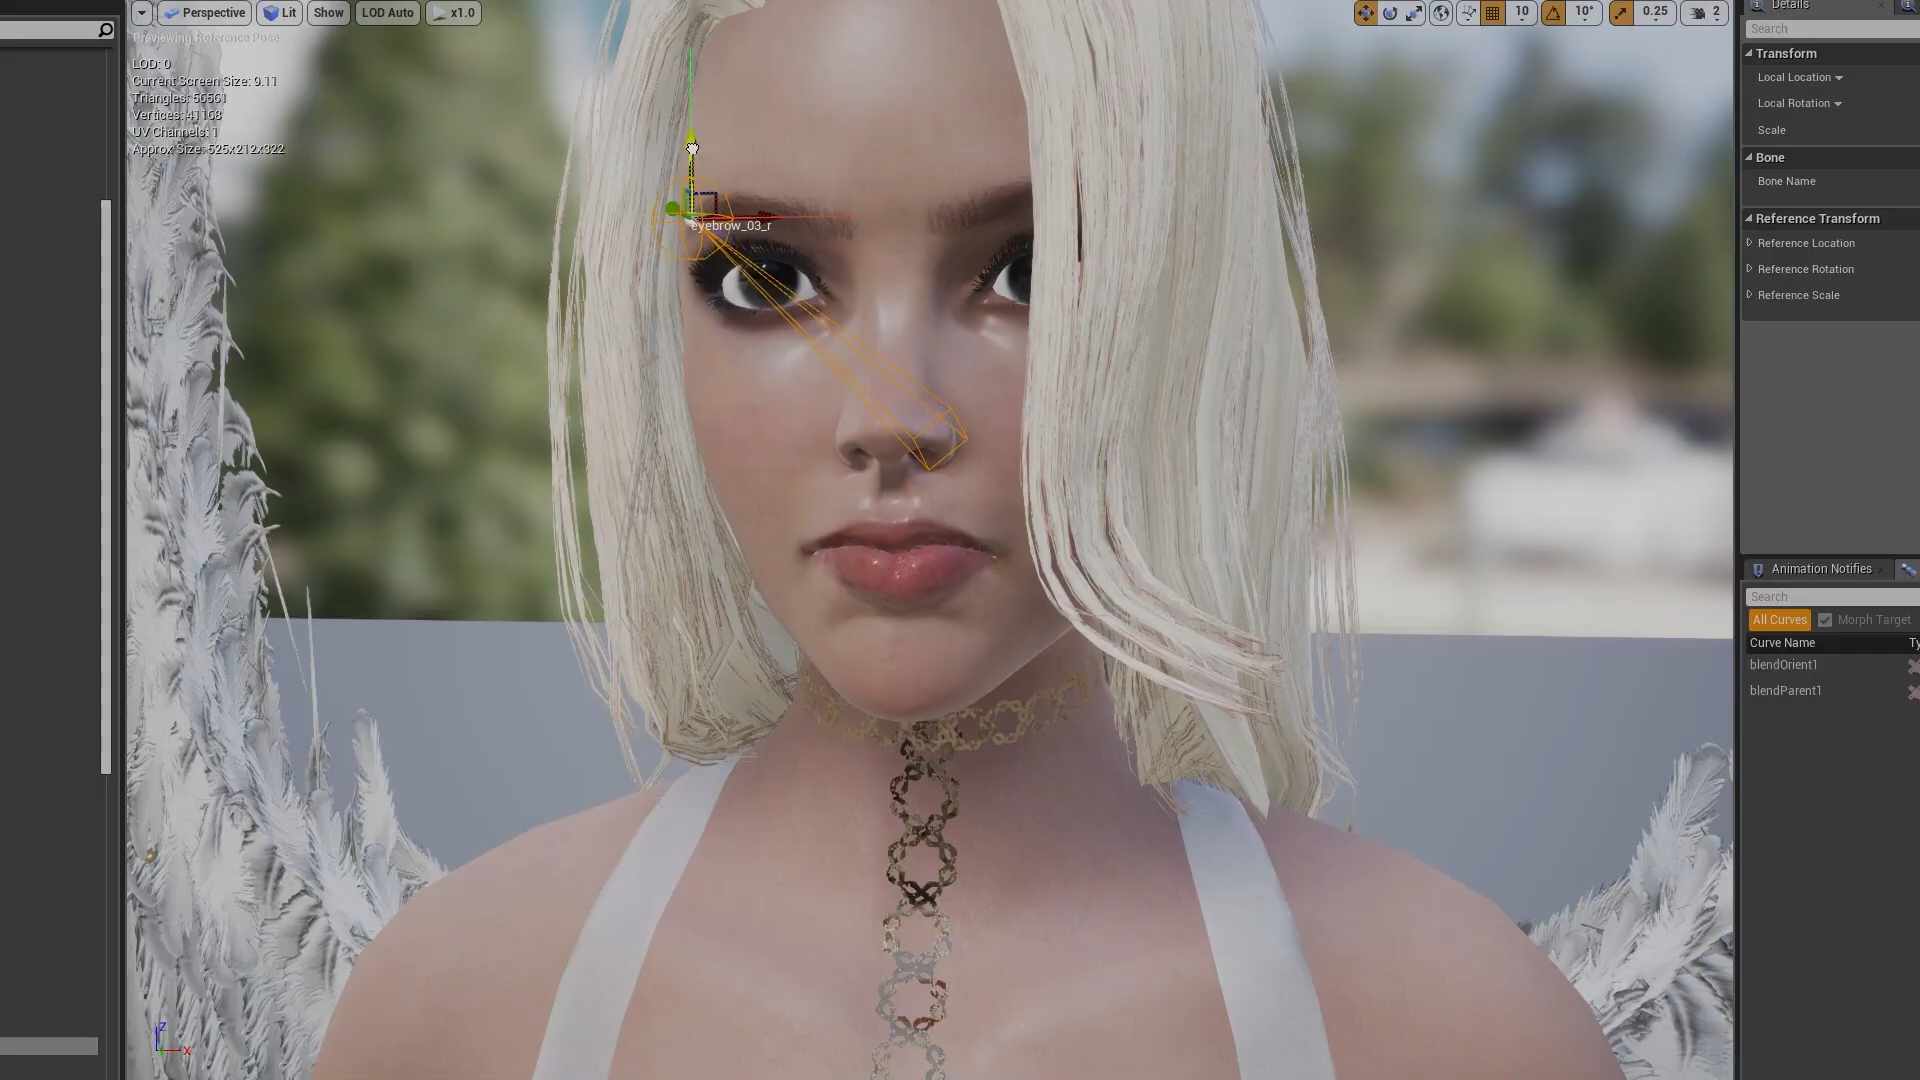 Perspective
Lit
Show
LOD Auto
x1.0
10
10°
0.25
2
Previewing Reference Pose
LOD: 0
Current Screen Size: 9.11
Triangles: 56561
Vertices: 41168
UV Channels: 1
Approx Size: 525x212x322
eyebrow_03_r
Z
X
Details
Search
Transform
Local Location
Local Rotation
Scale
Bone
Bone Name
Reference Transform
Reference Location
Reference Rotation
Reference Scale
Animation Notifies
Search
All Curves
Morph Target
Curve Name
Ty
blendOrient1
blendParent1